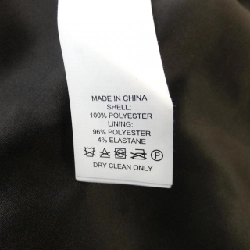 MADE IN CHINA
SHELL:
100% POLYESTER
LINING:
96% POLYESTER
4% ELASTANE
F
DRY CLEAN ONLY